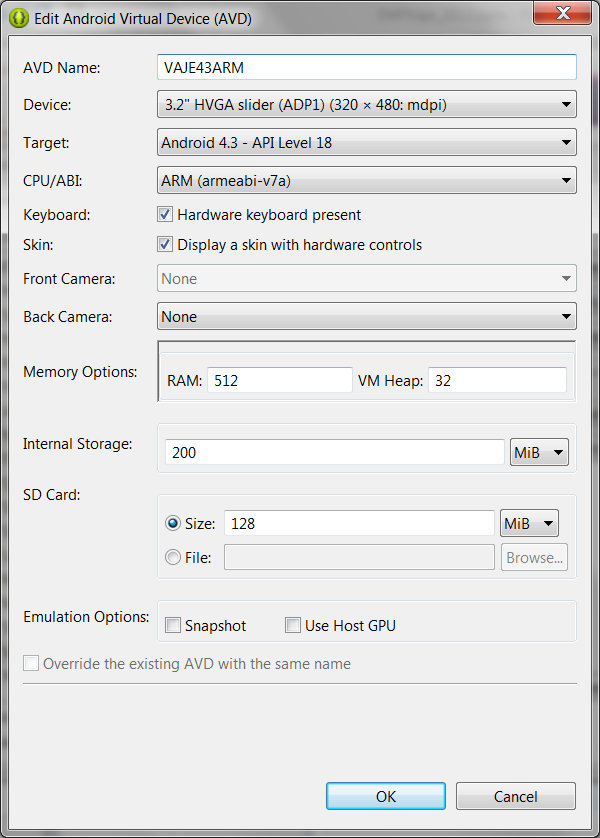 Edit Android Virtual Device (AVD)
AVD Name: VAJE43ARM
Device: 3.2" HVGA slider (ADP1) (320 × 480: mdpi)
Target: Android 4.3 - API Level 18
CPU/ABI: ARM (armeabi-v7a)
Keyboard: Hardware keyboard present
Skin: Display a skin with hardware controls
Front Camera: None
Back Camera: None
Memory Options: RAM: 512 VM Heap: 32
Internal Storage: 200 MiB
SD Card:
Size: 128 MiB
File: Browse...
Emulation Options: Snapshot Use Host GPU
Override the existing AVD with the same name
OK Cancel